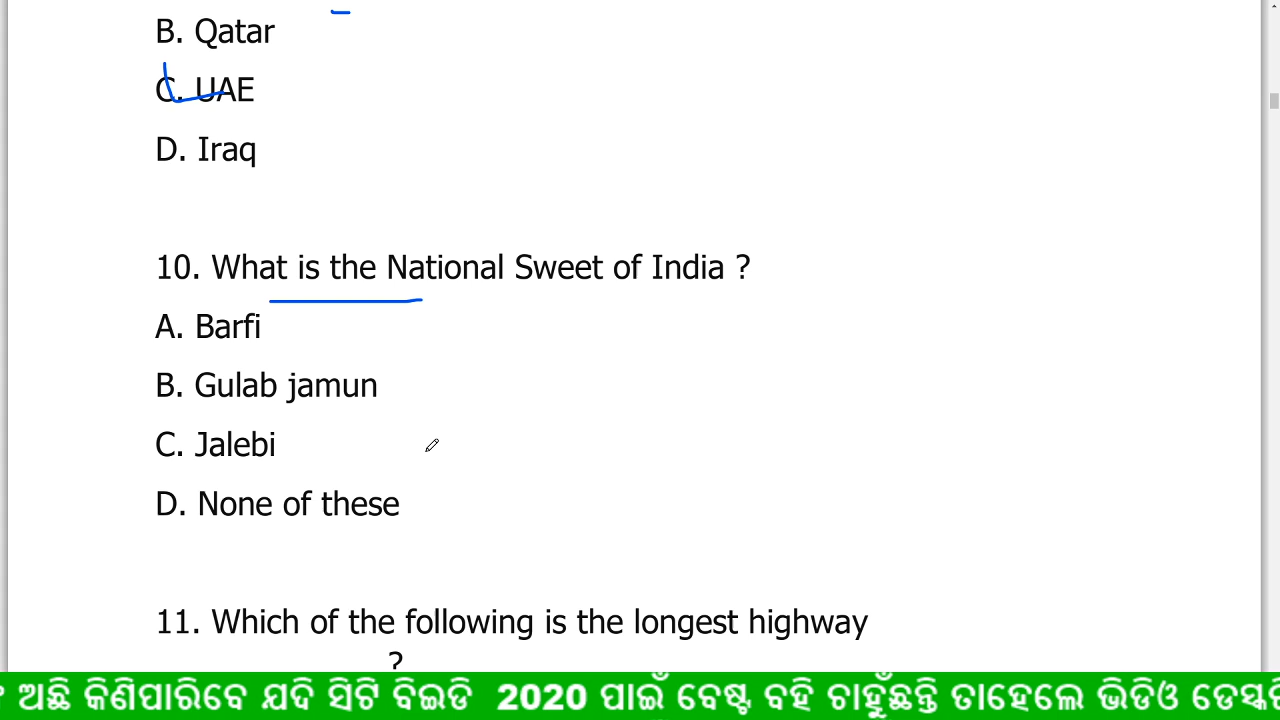 B. Qatar
C. UAE
D. Iraq
10. What is the National Sweet of India ?
A. Barfi
B. Gulab jamun
C. Jalebi
D. None of these
11. Which of the following is the longest highway
?
ଅଛି କିଣିପାରିବେ ଯଦି ସିଟି ବିଇଡି 2020 ପାଇଁ ବେଷ୍ଟ ବହି ଚାହୁଁଛନ୍ତି ତାହେଲେ ଭିଡିଓ